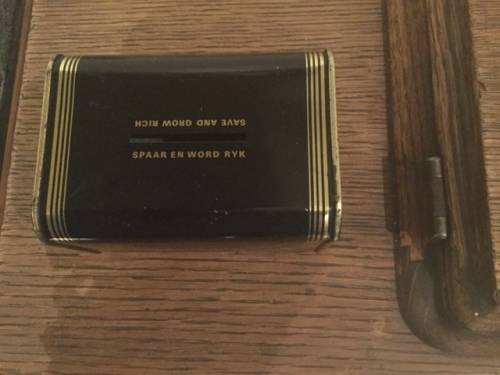 SAVE AND GROW RICH
SPAAR EN WORD RYK